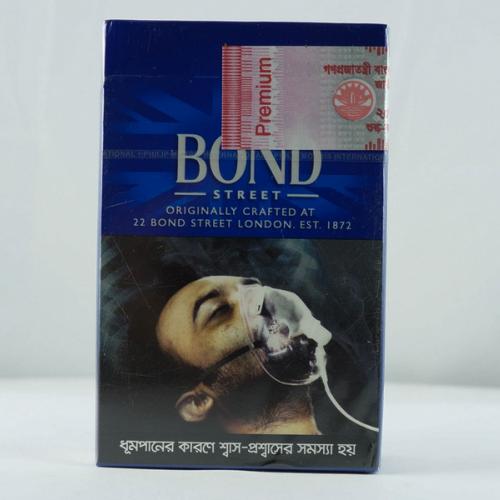 Premium
গণপ্রজাতন্ত্রী
BOND
STREET
ORIGINALLY CRAFTED AT
22 BOND STREET LONDON. EST. 1872
ধূমপানের কারণে শ্বাস-প্রশ্বাসের সমস্যা হয়